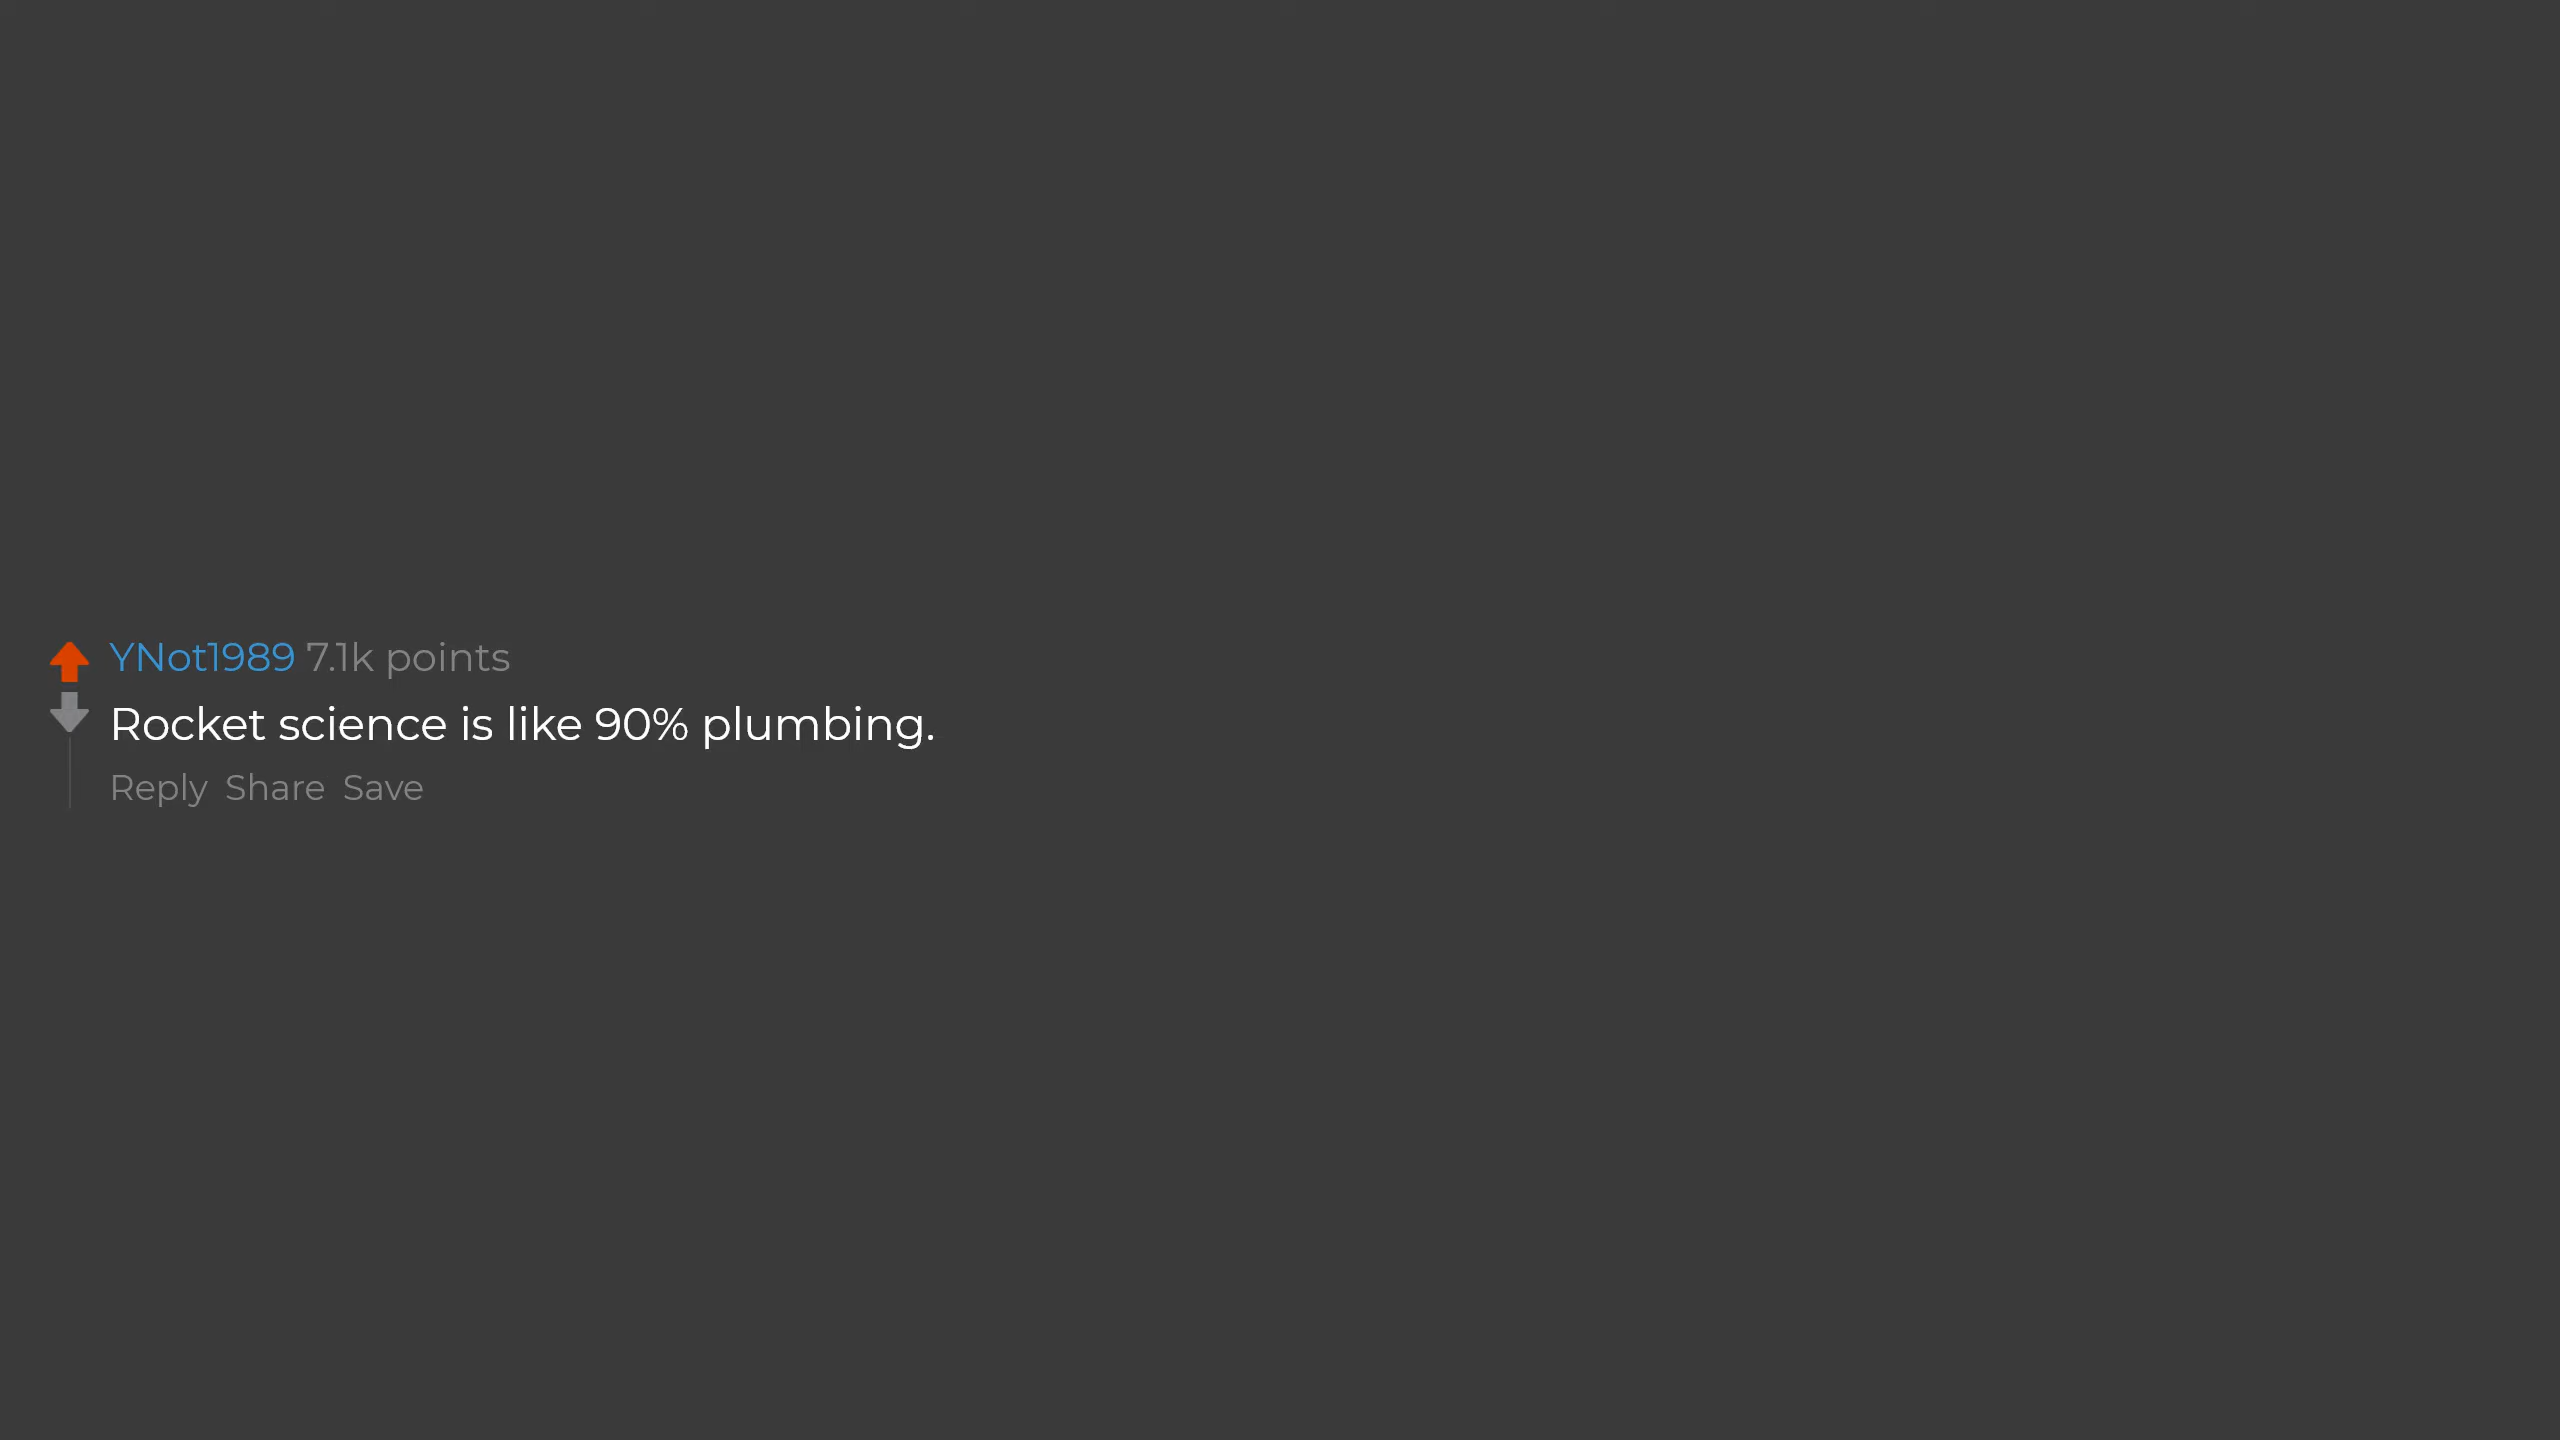 YNot1989 7.1k points
Rocket science is like 90% plumbing.
Reply Share Save